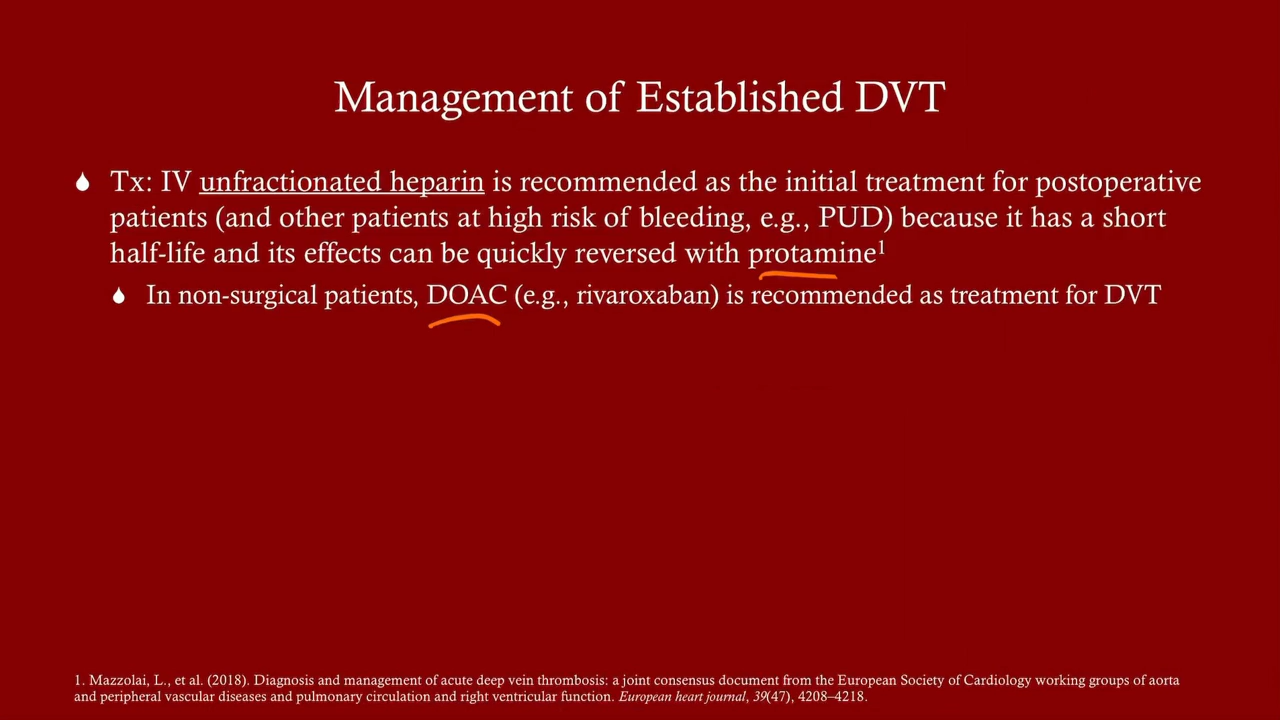 Management of Established DVT
Tx: IV unfractionated heparin is recommended as the initial treatment for postoperative
patients (and other patients at high risk of bleeding, e.g., PUD) because it has a short
half-life and its effects can be quickly reversed with protamine¹
In non-surgical patients, DOAC (e.g., rivaroxaban) is recommended as treatment for DVT
1. Mazzolai, L., et al. (2018). Diagnosis and management of acute deep vein thrombosis: a joint consensus document from the European Society of Cardiology working groups of aorta
and peripheral vascular diseases and pulmonary circulation and right ventricular function. European heart journal, 39(47), 4208–4218.